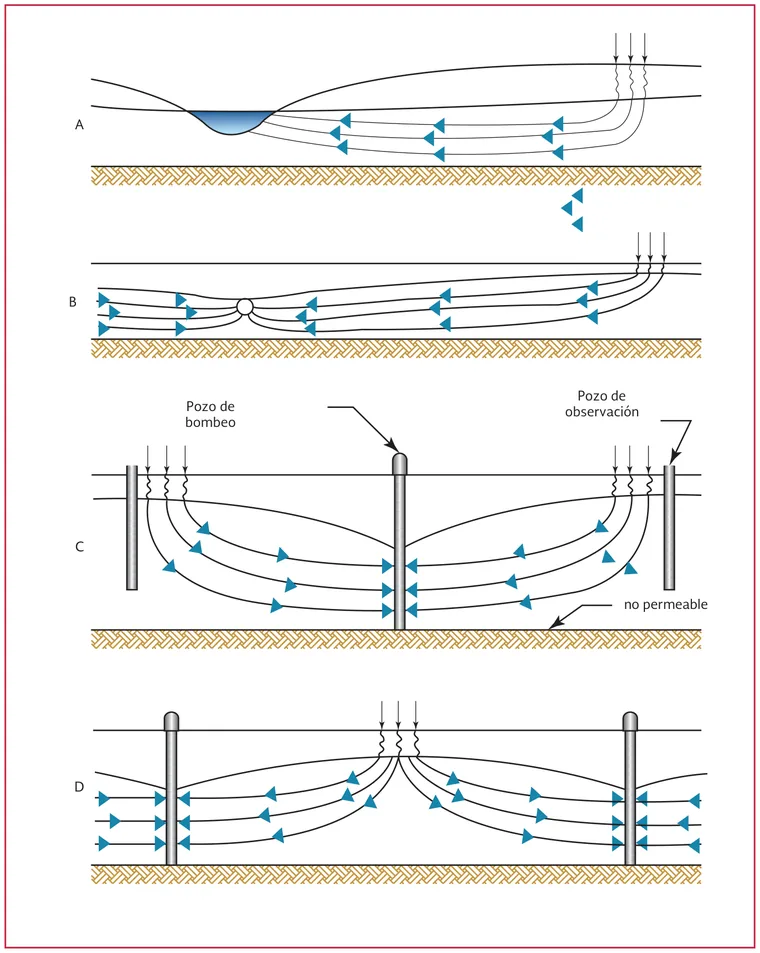 A
B
Pozo de
bombeo
Pozo de
observación
C
no permeable
D